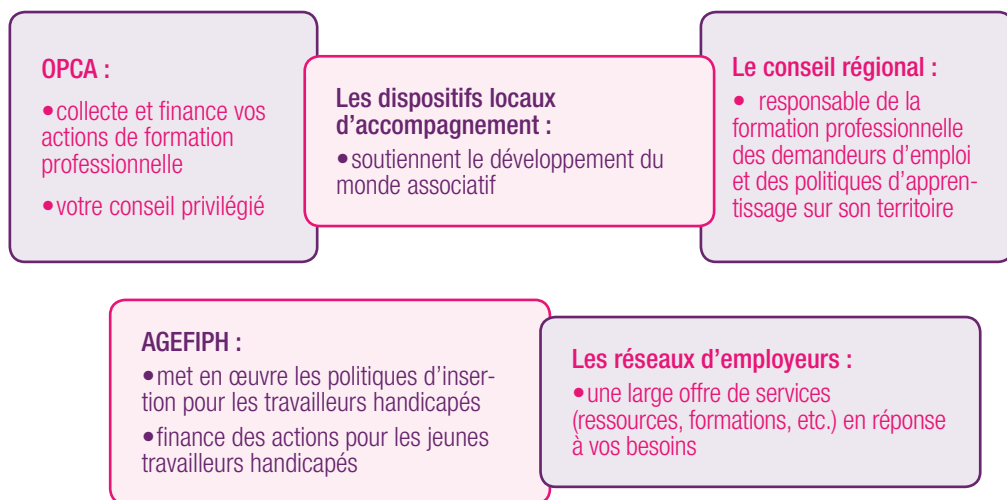 OPCA :
•collecte et finance vos
actions de formation
professionnelle
•votre conseil privilégié
Les dispositifs locaux
d’accompagnement :
•soutiennent le développement du
monde associatif
Le conseil régional :
• responsable de la
formation professionnelle
des demandeurs d’emploi
et des politiques d’appren-
tissage sur son territoire
AGEFIPH :
•met en œuvre les politiques d’inser-
tion pour les travailleurs handicapés
•finance des actions pour les jeunes
travailleurs handicapés
Les réseaux d’employeurs :
•une large offre de services
(ressources, formations, etc.) en réponse
à vos besoins